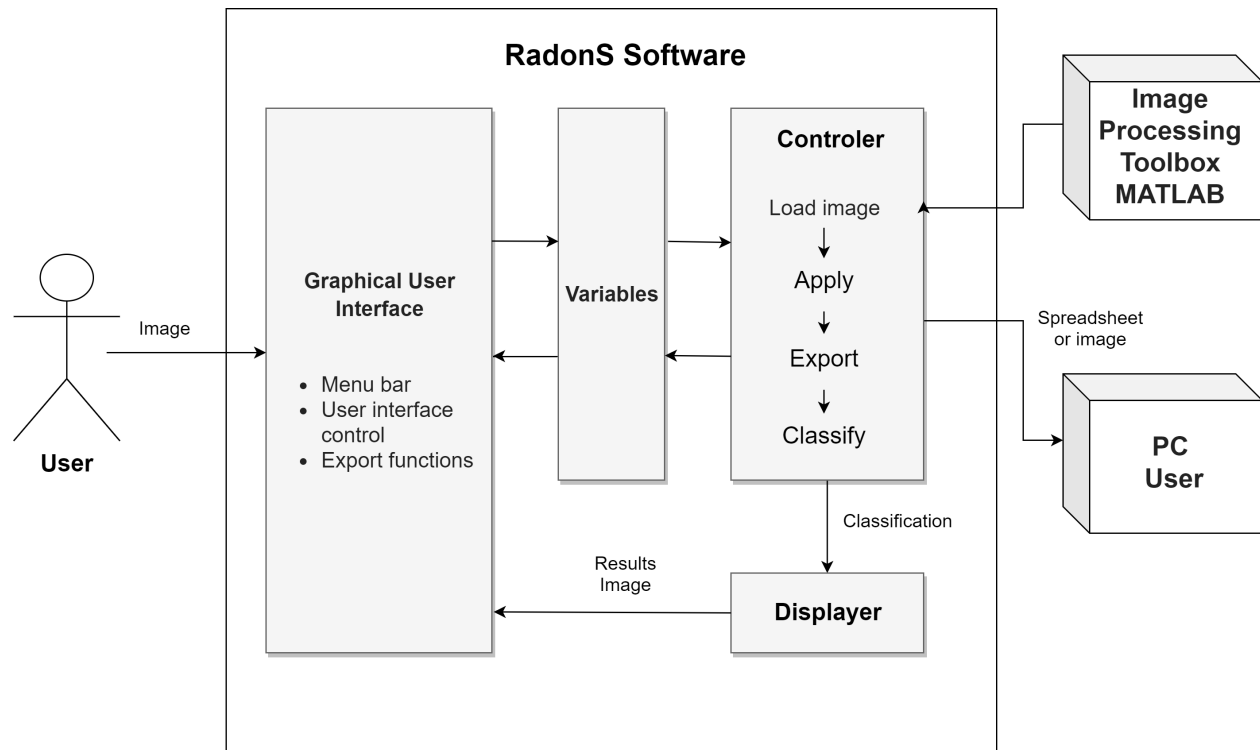 RadonS Software
Image
Processing
Toolbox
MATLAB
Controler
Load image
Apply
Export
Classify
Graphical User
Interface
• Menu bar
• User interface
control
• Export functions
Variables
Image
User
Spreadsheet
or image
PC
User
Classification
Results
Image
Displayer